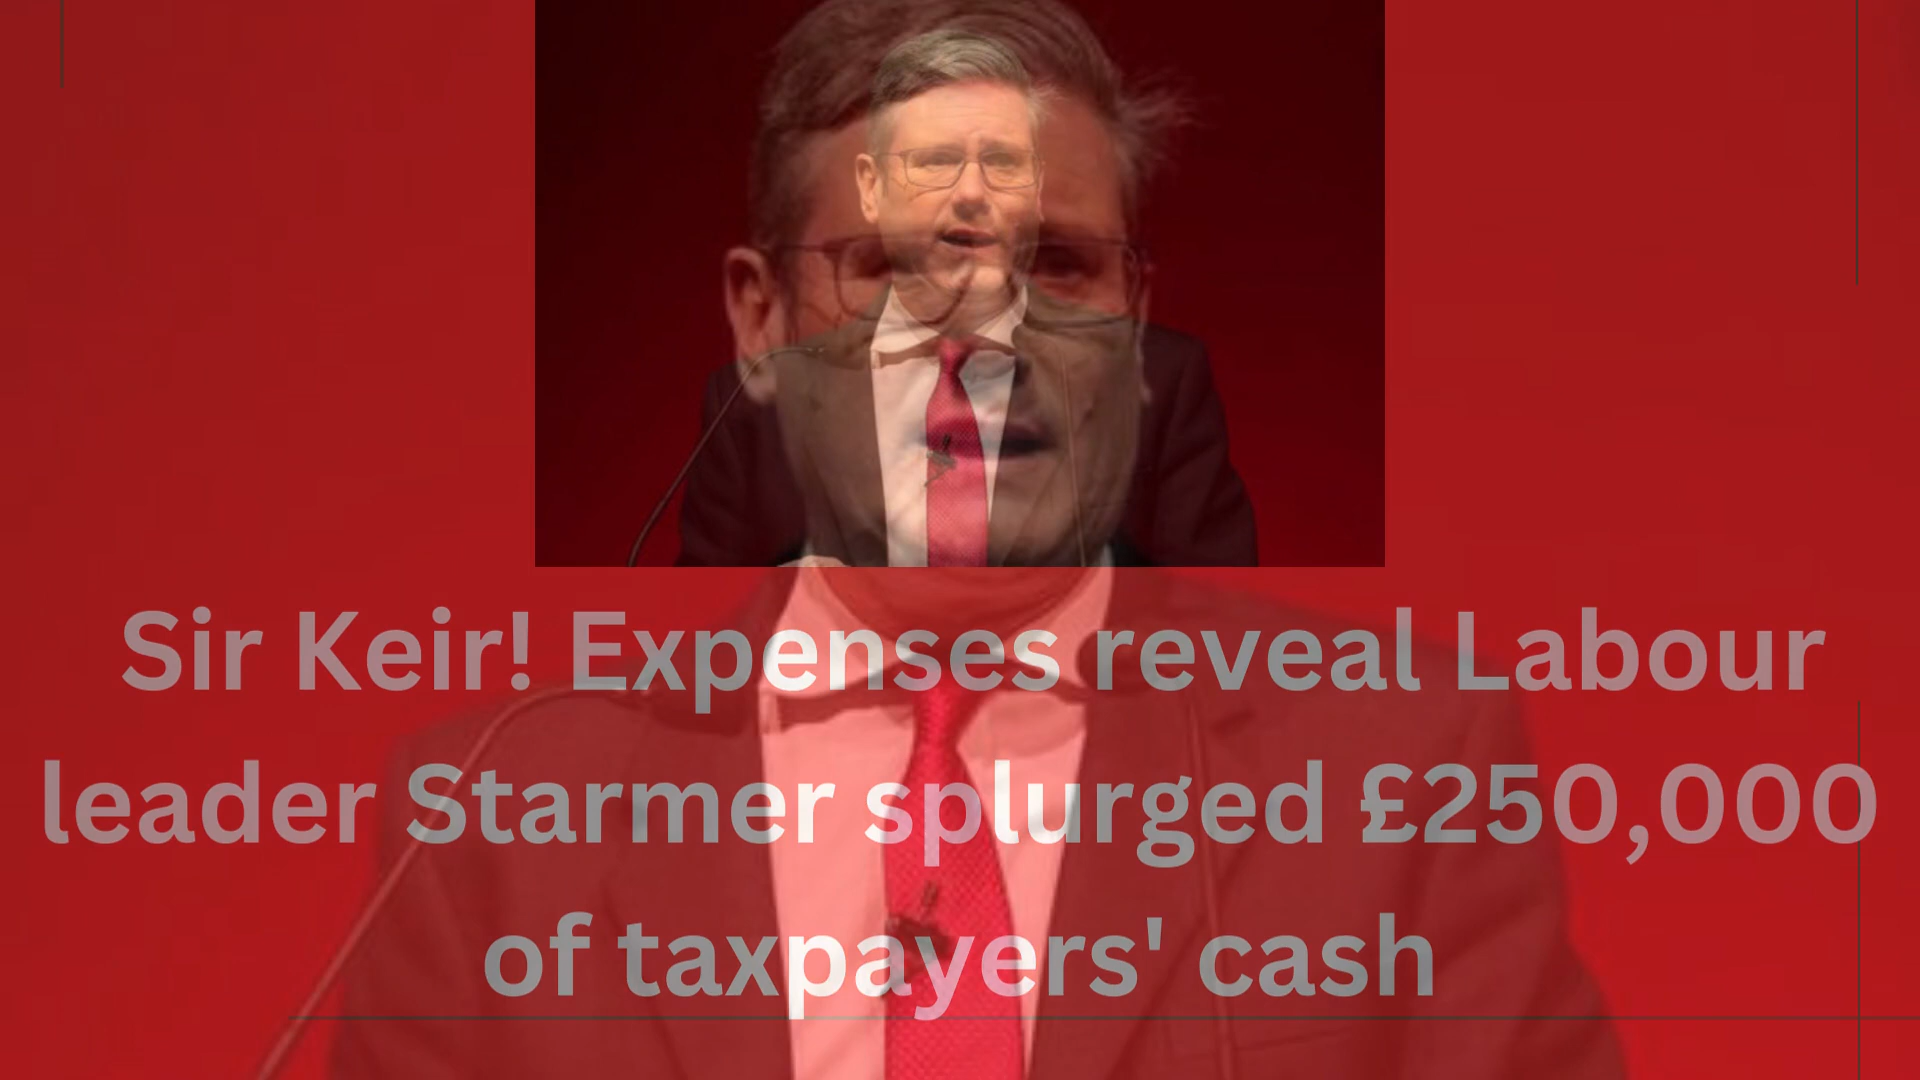 Sir Keir! Expenses reveal Labour
leader Starmer splurged £250,000
of taxpayers' cash